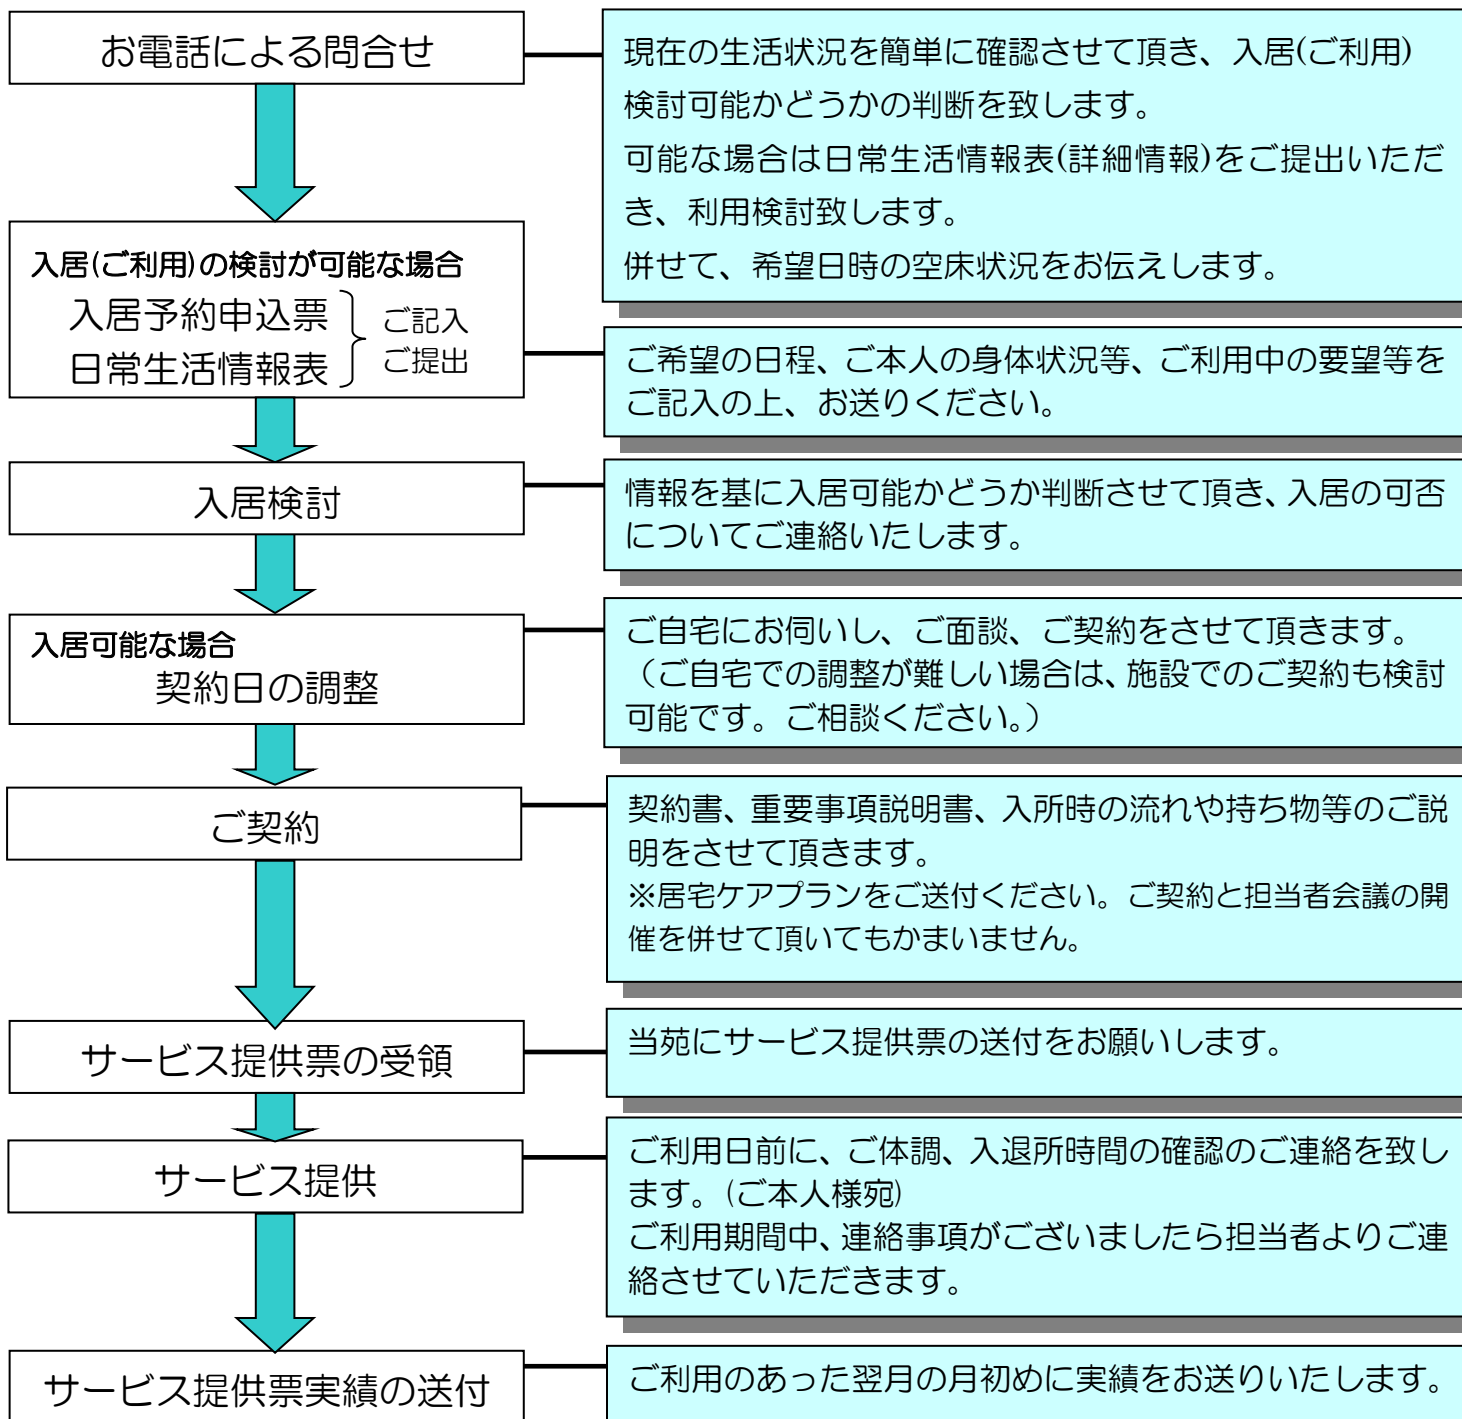 お電話による問合せ
現在の生活状況を簡単に確認させて頂き、入居(ご利用)
検討可能かどうかの判断を致します。
可能な場合は日常生活情報表(詳細情報)をご提出いただ
き、利用検討致します。
併せて、希望日時の空床状況をお伝えします。
入居(ご利用)の検討が可能な場合
入居予約申込票
日常生活情報表
ご記入
ご提出
ご希望の日程、ご本人の身体状況等、ご利用中の要望等を
ご記入の上、お送りください。
入居検討
情報を基に入居可能かどうか判断させて頂き、入居の可否
についてご連絡いたします。
入居可能な場合
契約日の調整
ご自宅にお伺いし、ご面談、ご契約をさせて頂きます。
（ご自宅での調整が難しい場合は、施設でのご契約も検討
可能です。ご相談ください。）
ご契約
契約書、重要事項説明書、入所時の流れや持ち物等のご説
明をさせて頂きます。
※居宅ケアプランをご送付ください。ご契約と担当者会議の開
催を併せて頂いてもかまいません。
サービス提供票の受領
当苑にサービス提供票の送付をお願いします。
サービス提供
ご利用日前に、ご体調、入退所時間の確認のご連絡を致し
ます。(ご本人様宛)
ご利用期間中、連絡事項がございましたら担当者よりご連
絡させていただきます。
サービス提供票実績の送付
ご利用のあった翌月の月初めに実績をお送りいたします。